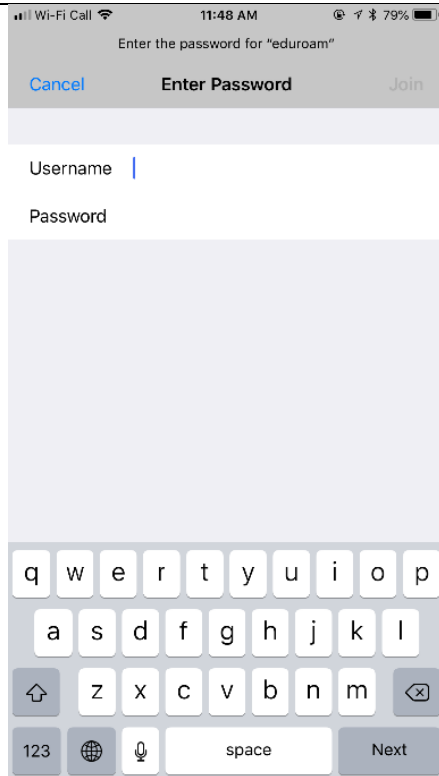 Wi-Fi Call 11:48 AM 79%
Enter the password for “eduroam”
Cancel Enter Password Join
Username
Password
q w e r t y u i o p
a s d f g h j k l
z x c v b n m
123 space Next